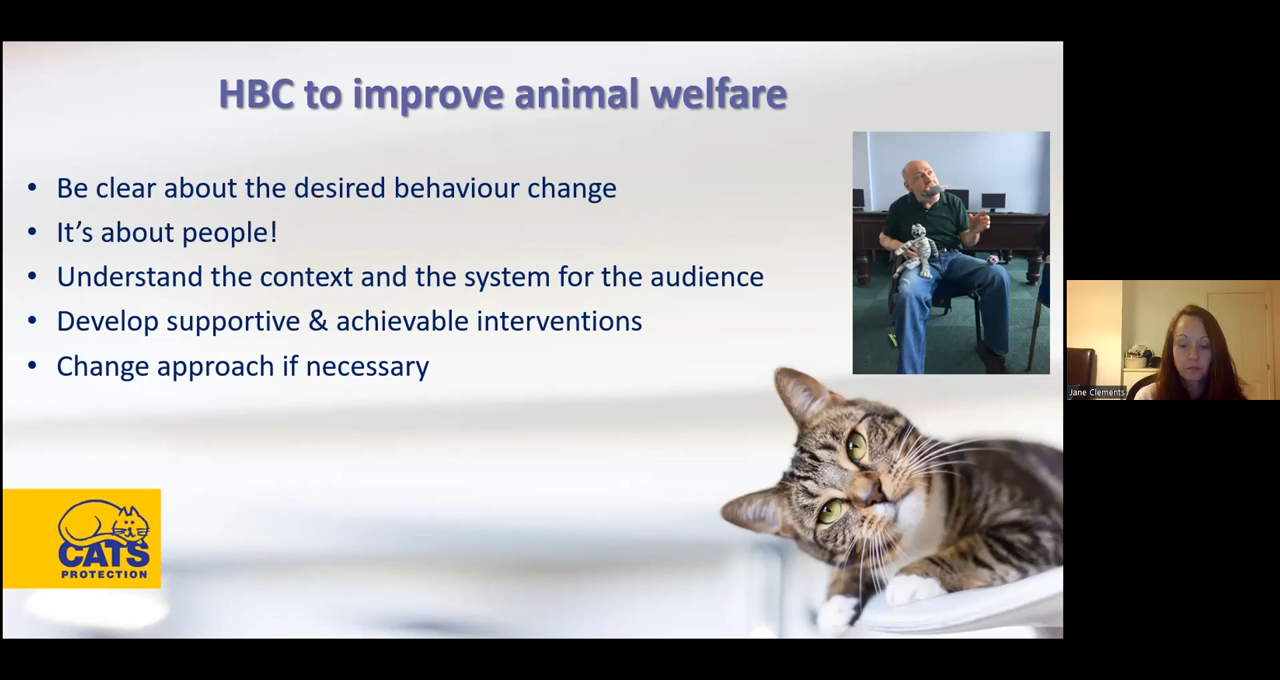 HBC to improve animal welfare
• Be clear about the desired behaviour change
• It’s about people!
• Understand the context and the system for the audience
• Develop supportive & achievable interventions
• Change approach if necessary
CATS
PROTECTION
Jane Clements